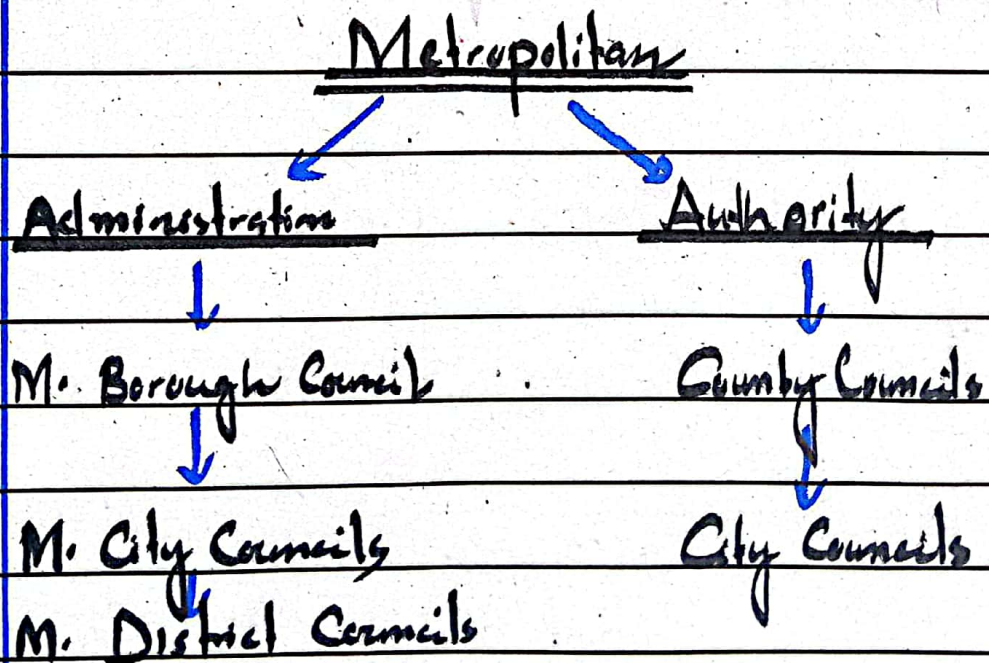 Metropolitan
Administration Authority
M. Borough Council County Councils
M. City Councils City Councils
M. District Councils